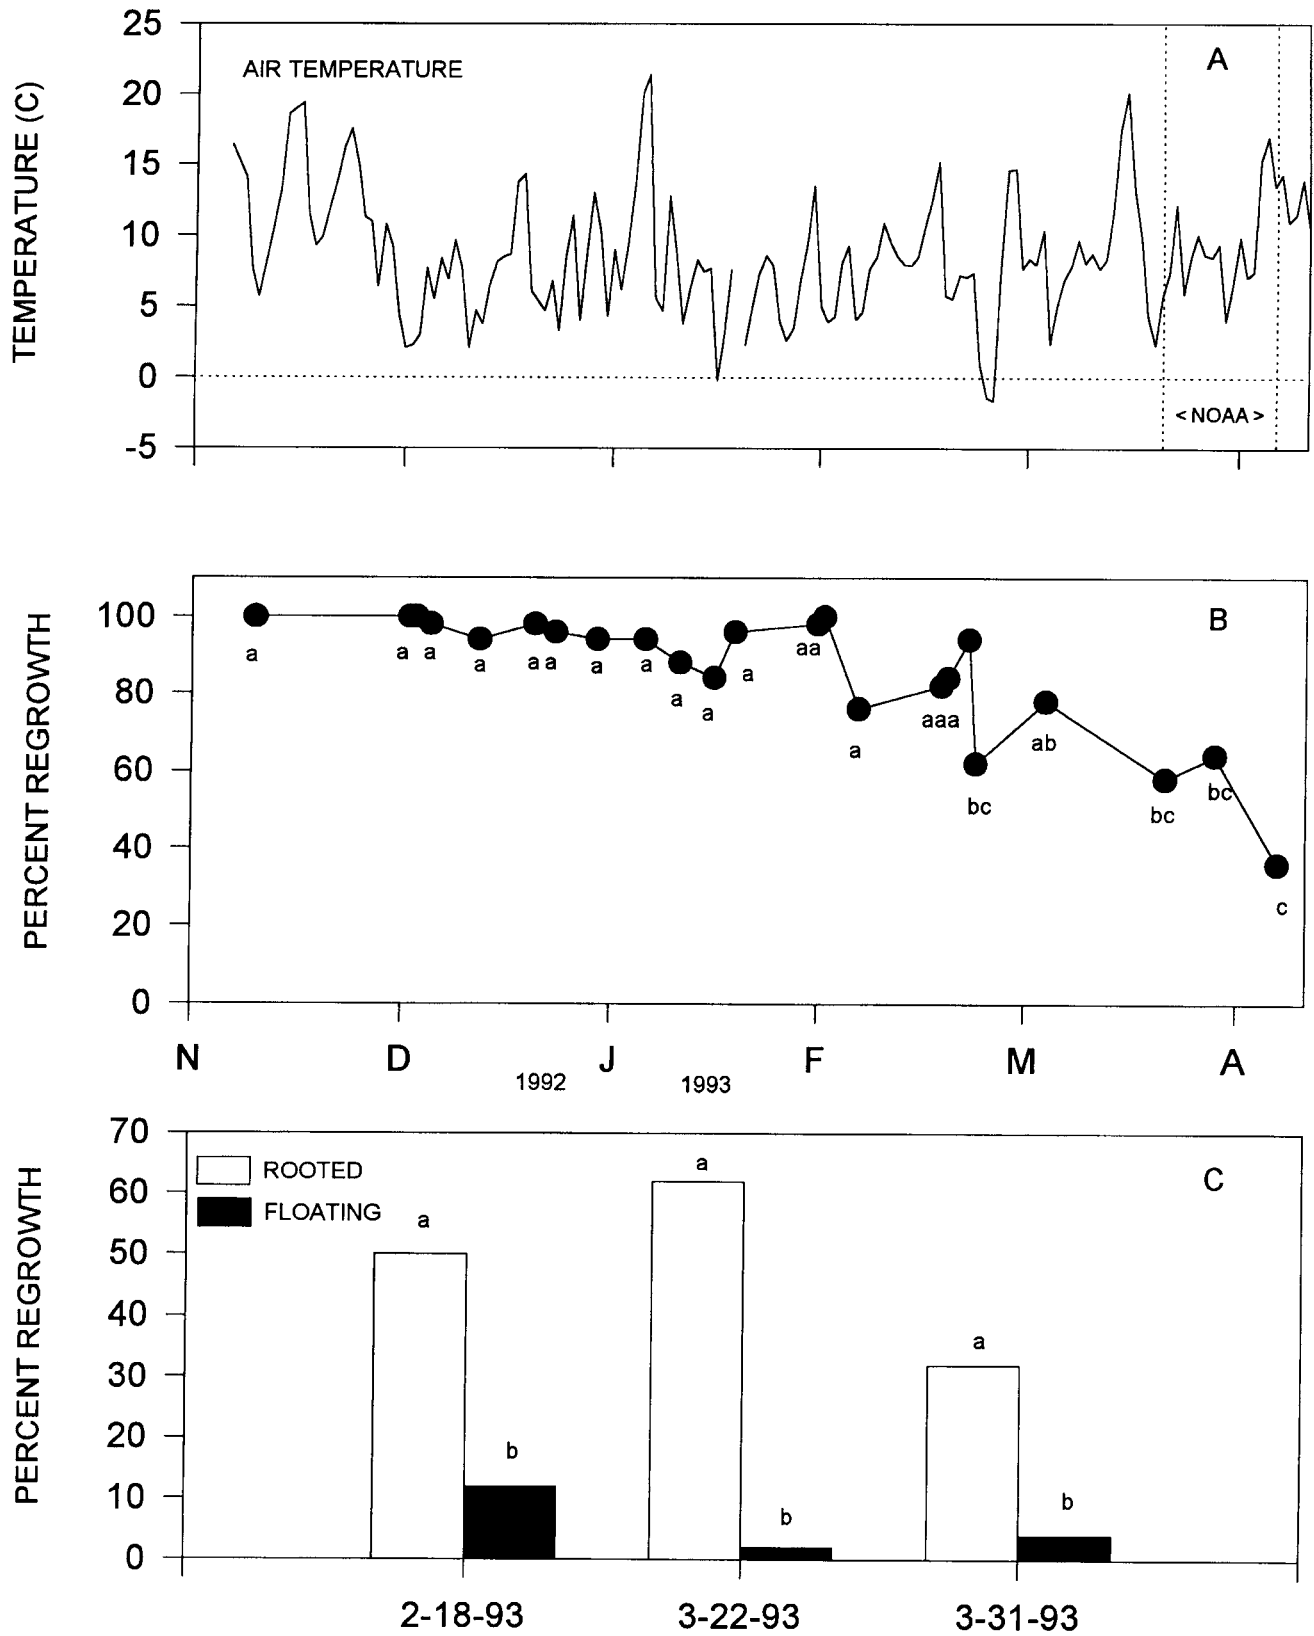 25
20
15
10
5
0
-5
TEMPERATURE (C)
AIR TEMPERATURE
A
< NOAA >
100
80
60
40
20
0
PERCENT REGROWTH
B
a
a a
a
a a
a
a
a
a
a
aa
a
aaa
bc
ab
bc
bc
c
N D J F M A
1992 1993
70
60
50
40
30
20
10
0
PERCENT REGROWTH
ROOTED
FLOATING
C
a
b
a
b
a
b
2-18-93 3-22-93 3-31-93